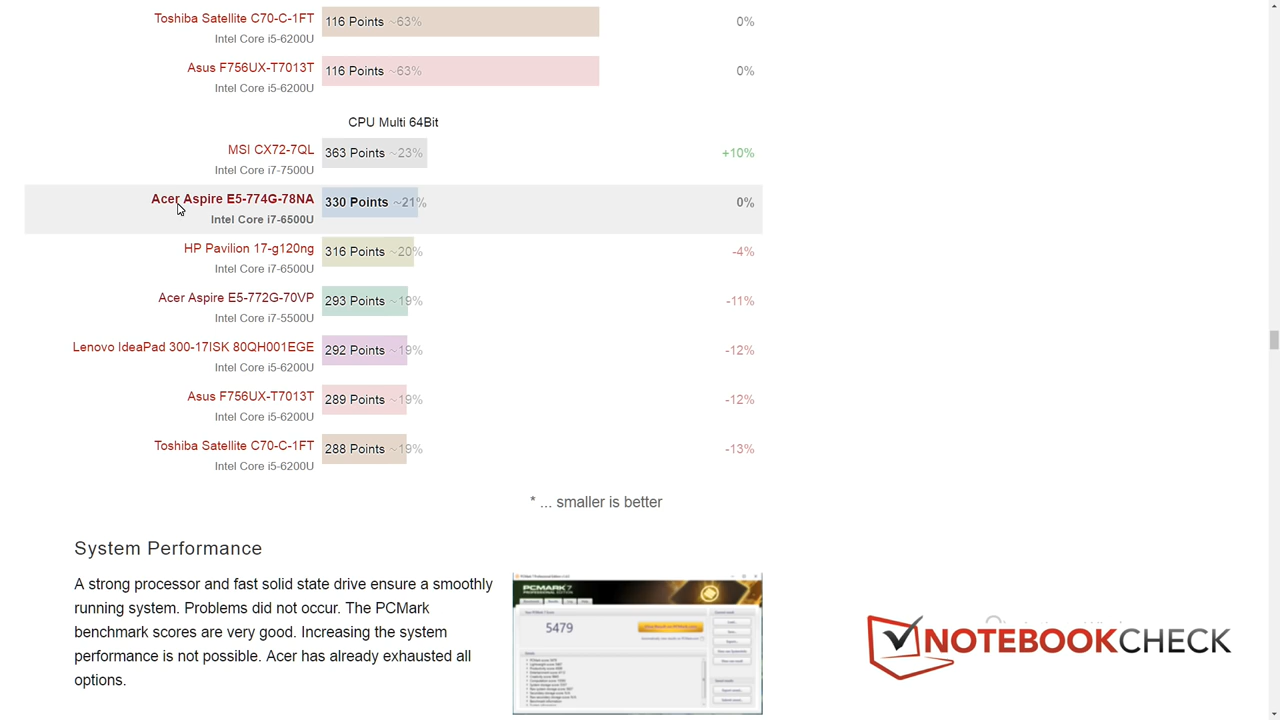 Toshiba Satellite C70-C-1FT 116 Points ~63% 0%
Intel Core i5-6200U
Asus F756UX-T7013T 116 Points ~63% 0%
Intel Core i5-6200U
CPU Multi 64Bit
MSI CX72-7QL 363 Points ~23% +10%
Intel Core i7-7500U
Acer Aspire E5-774G-78NA 330 Points ~21% 0%
Intel Core i7-6500U
HP Pavilion 17-g120ng 316 Points ~20% -4%
Intel Core i7-6500U
Acer Aspire E5-772G-70VP 293 Points ~19% -11%
Intel Core i7-5500U
Lenovo IdeaPad 300-17ISK 80QH001EGE 292 Points ~19% -12%
Intel Core i5-6200U
Asus F756UX-T7013T 289 Points ~19% -12%
Intel Core i5-6200U
Toshiba Satellite C70-C-1FT 288 Points ~19% -13%
Intel Core i5-6200U
* ... smaller is better
System Performance
A strong processor and fast solid state drive ensure a smoothly
running system. Problems did not occur. The PCMark
benchmark scores are very good. Increasing the system
performance is not possible. Acer has already exhausted all
options.
PCMARK 7
PROFESSIONAL EDITION
5479
NOTEBOOKCHECK